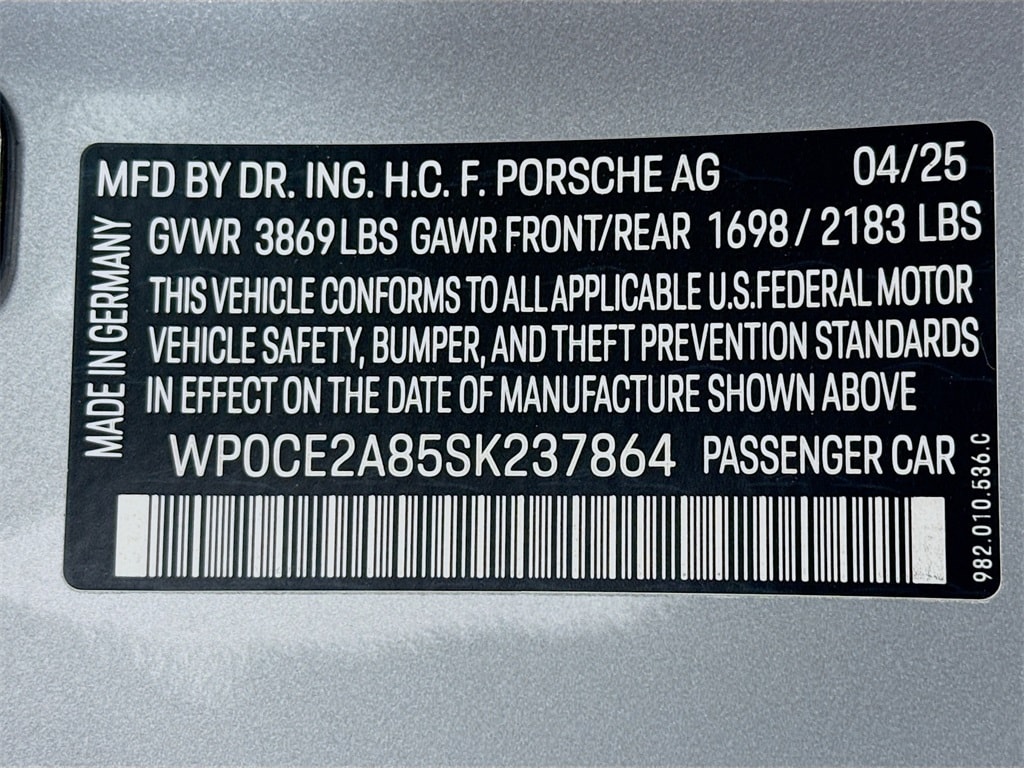 MFD BY DR. ING. H.C. F. PORSCHE AG 04/25
GVWR 3869 LBS GAWR FRONT/REAR 1698 / 2183 LBS
THIS VEHICLE CONFORMS TO ALL APPLICABLE U.S.FEDERAL MOTOR
VEHICLE SAFETY, BUMPER, AND THEFT PREVENTION STANDARDS
IN EFFECT ON THE DATE OF MANUFACTURE SHOWN ABOVE
WP0CE2A85SK237864 PASSENGER CAR
MADE IN GERMANY
982.010.536.C